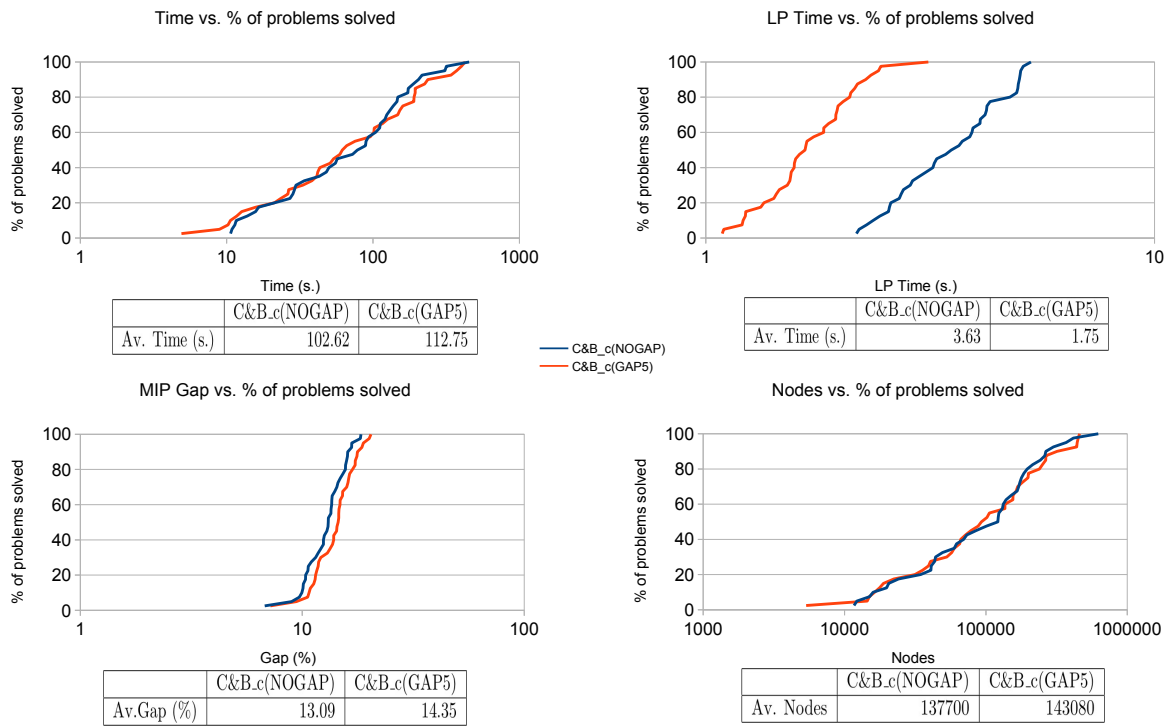 Time vs. % of problems solved
% of problems solved
100
80
60
40
20
0
1 10 100 1000
Time (s.)
C&B_c(NOGAP) C&B_c(GAP5)
Av. Time (s.) 102.62 112.75
LP Time vs. % of problems solved
% of problems solved
100
80
60
40
20
0
1 10
LP Time (s.)
C&B_c(NOGAP) C&B_c(GAP5)
Av. Time (s.) 3.63 1.75
C&B_c(NOGAP)
C&B_c(GAP5)
MIP Gap vs. % of problems solved
% of problems solved
100
80
60
40
20
0
1 10 100
Gap (%)
C&B_c(NOGAP) C&B_c(GAP5)
Av.Gap (%) 13.09 14.35
Nodes vs. % of problems solved
% of problems solved
100
80
60
40
20
0
1000 10000 100000 1000000
Nodes
C&B_c(NOGAP) C&B_c(GAP5)
Av. Nodes 137700 143080